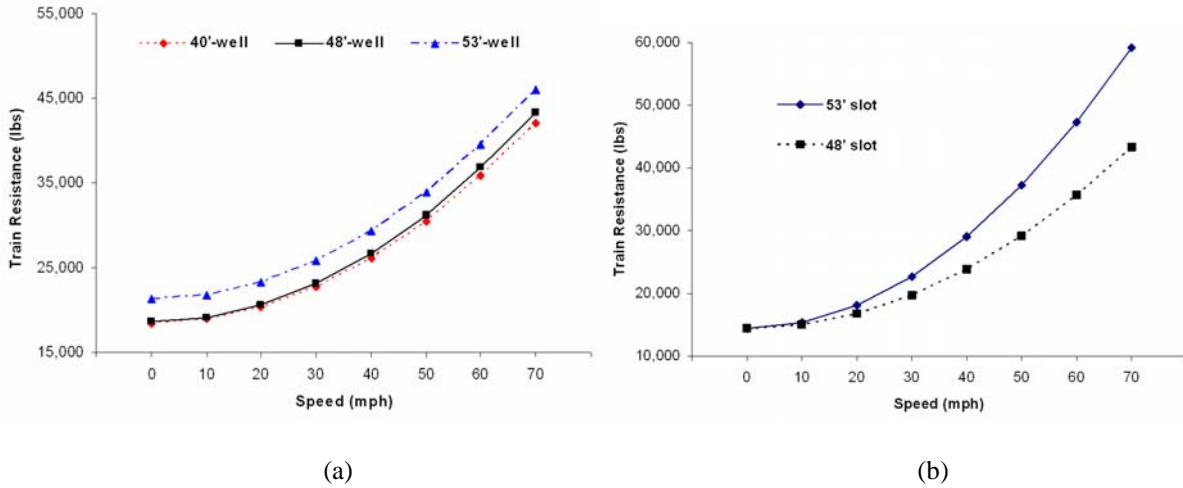 55,000
45,000
35,000
25,000
15,000
Train Resistance (lbs)
40'-well 48'-well 53'-well
0 10 20 30 40 50 60 70
Speed (mph)
(a)
60,000
50,000
40,000
30,000
20,000
10,000
Train Resistance (lbs)
53' slot
48' slot
0 10 20 30 40 50 60 70
Speed (mph)
(b)